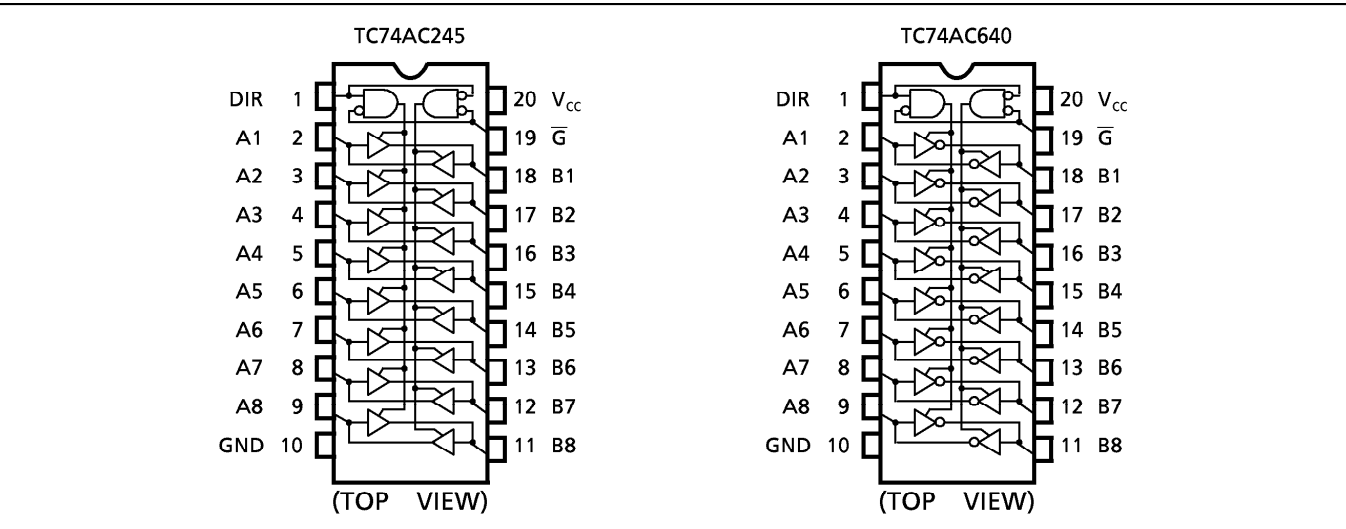 TC74AC245
DIR 1
A1 2
A2 3
A3 4
A4 5
A5 6
A6 7
A7 8
A8 9
GND 10
20 V_CC
19 G̅
18 B1
17 B2
16 B3
15 B4
14 B5
13 B6
12 B7
11 B8
(TOP VIEW)
TC74AC640
DIR 1
A1 2
A2 3
A3 4
A4 5
A5 6
A6 7
A7 8
A8 9
GND 10
20 V_CC
19 G̅
18 B1
17 B2
16 B3
15 B4
14 B5
13 B6
12 B7
11 B8
(TOP VIEW)